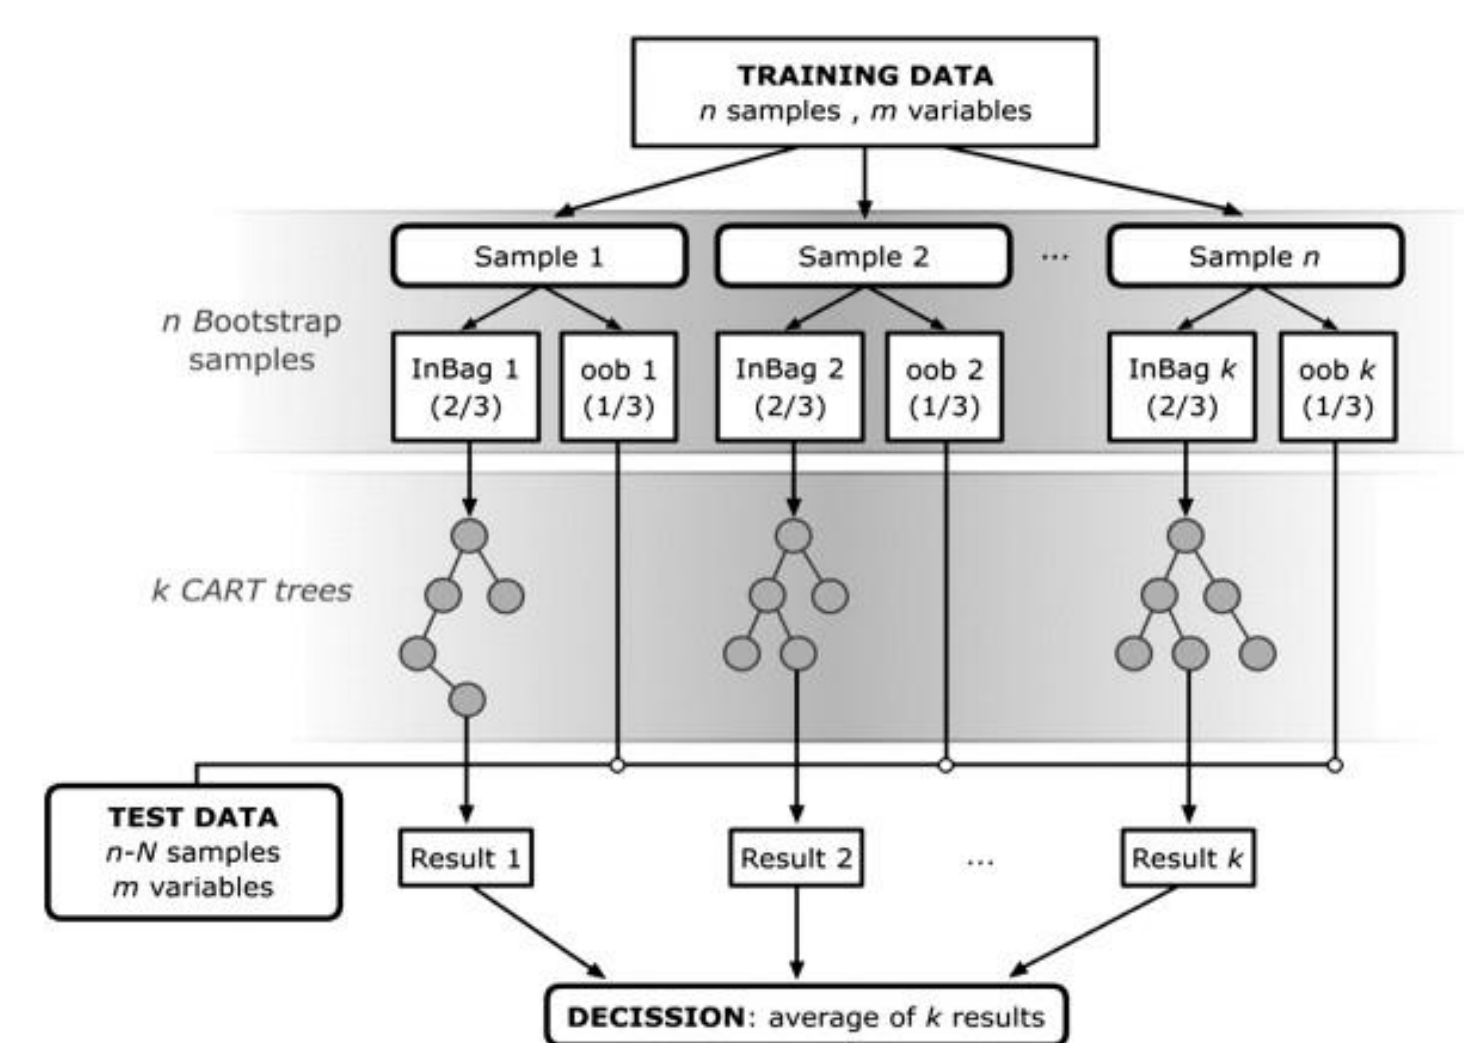 TRAINING DATA
n samples , m variables
Sample 1
Sample 2
...
Sample n
n Bootstrap
samples
InBag 1
(2/3)
oob 1
(1/3)
InBag 2
(2/3)
oob 2
(1/3)
InBag k
(2/3)
oob k
(1/3)
k CART trees
TEST DATA
n-N samples
m variables
Result 1
Result 2
...
Result k
DECISSION: average of k results